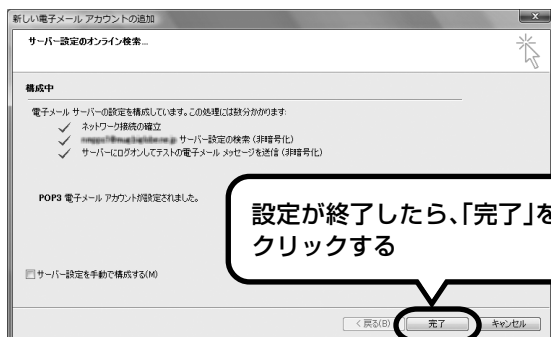 新しい電子メール アカウントの追加
サーバー設定のオンライン検索...
構成中
電子メール サーバーの設定を構成しています。この処理には数分かかります:
ネットワーク接続の確立
サーバー設定の検索 (非暗号化)
サーバーにログオンしてテストの電子メール メッセージを送信 (非暗号化)
POP3 電子メール アカウントが設定されました。
設定が終了したら、「完了」を
クリックする
サーバー設定を手動で構成する(M)
< 戻る(B)
完了
キャンセル